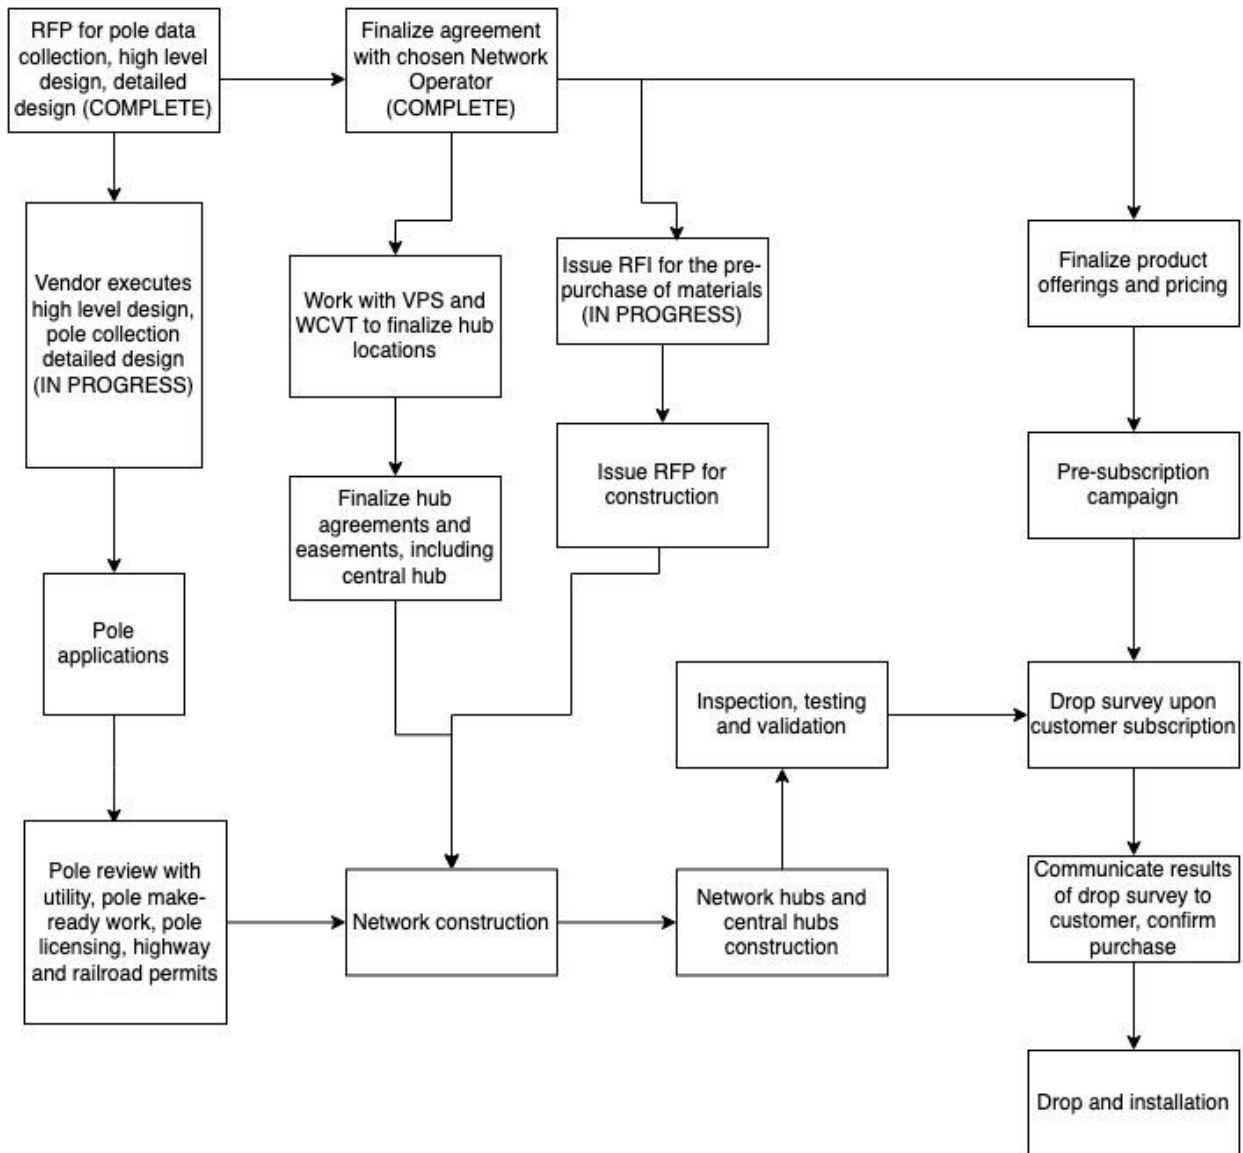 RFP for pole data
collection, high level
design, detailed
design (COMPLETE)
Finalize agreement
with chosen Network
Operator
(COMPLETE)
Vendor executes
high level design,
pole collection
detailed design
(IN PROGRESS)
Work with VPS and
WCVT to finalize hub
locations
Issue RFI for the pre-
purchase of materials
(IN PROGRESS)
Finalize product
offerings and pricing
Finalize hub
agreements and
easements, including
central hub
Issue RFP for
construction
Pre-subscription
campaign
Pole
applications
Inspection, testing
and validation
Drop survey upon
customer subscription
Pole review with
utility, pole make-
ready work, pole
licensing, highway
and railroad permits
Network construction
Network hubs and
central hubs
construction
Communicate results
of drop survey to
customer, confirm
purchase
Drop and installation